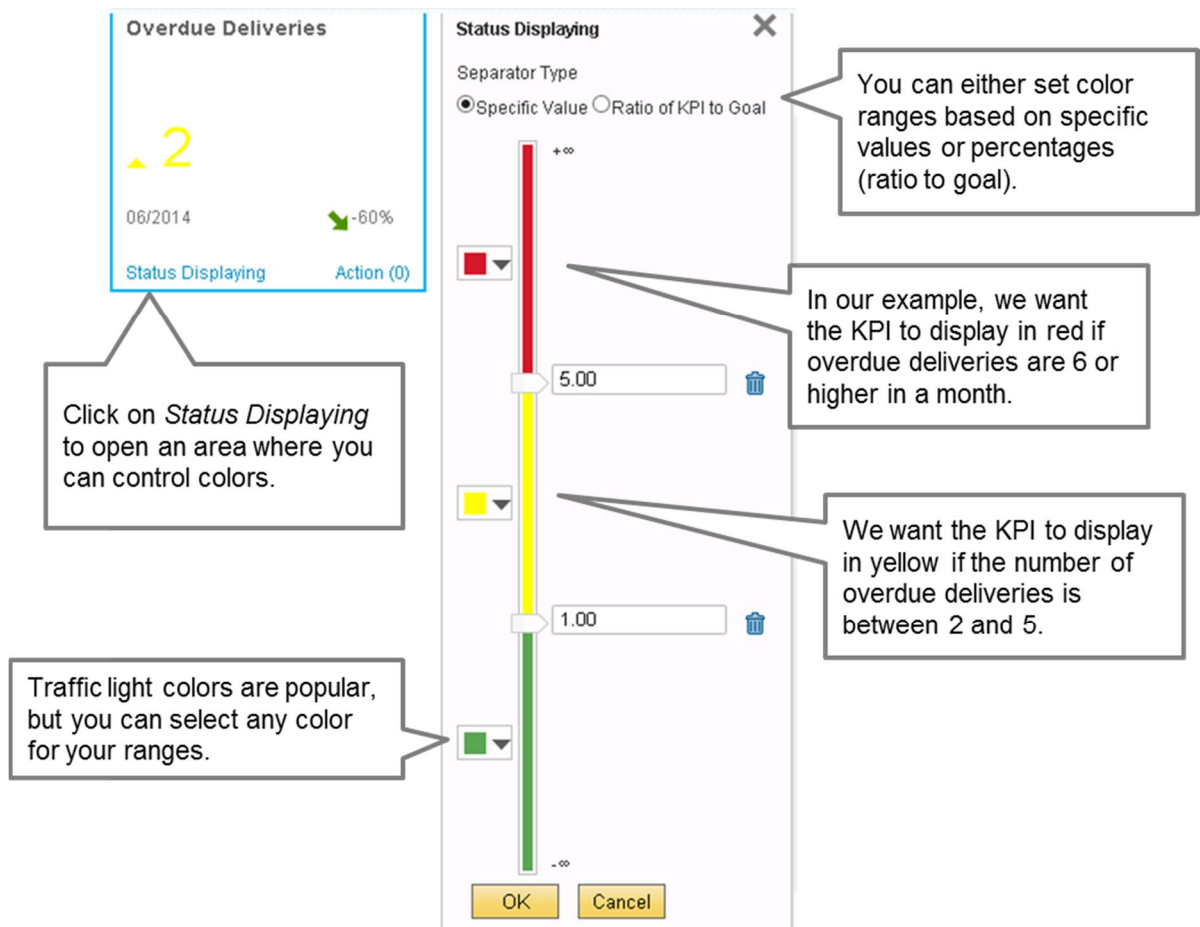 Overdue Deliveries
2
06/2014
-60%
Status Displaying
Action (0)
Click on Status Displaying
to open an area where you
can control colors.
Traffic light colors are popular,
but you can select any color
for your ranges.
Status Displaying
Separator Type
Specific Value
Ratio of KPI to Goal
+∞
5.00
1.00
-∞
OK
Cancel
You can either set color
ranges based on specific
values or percentages
(ratio to goal).
In our example, we want
the KPI to display in red if
overdue deliveries are 6 or
higher in a month.
We want the KPI to display
in yellow if the number of
overdue deliveries is
between 2 and 5.